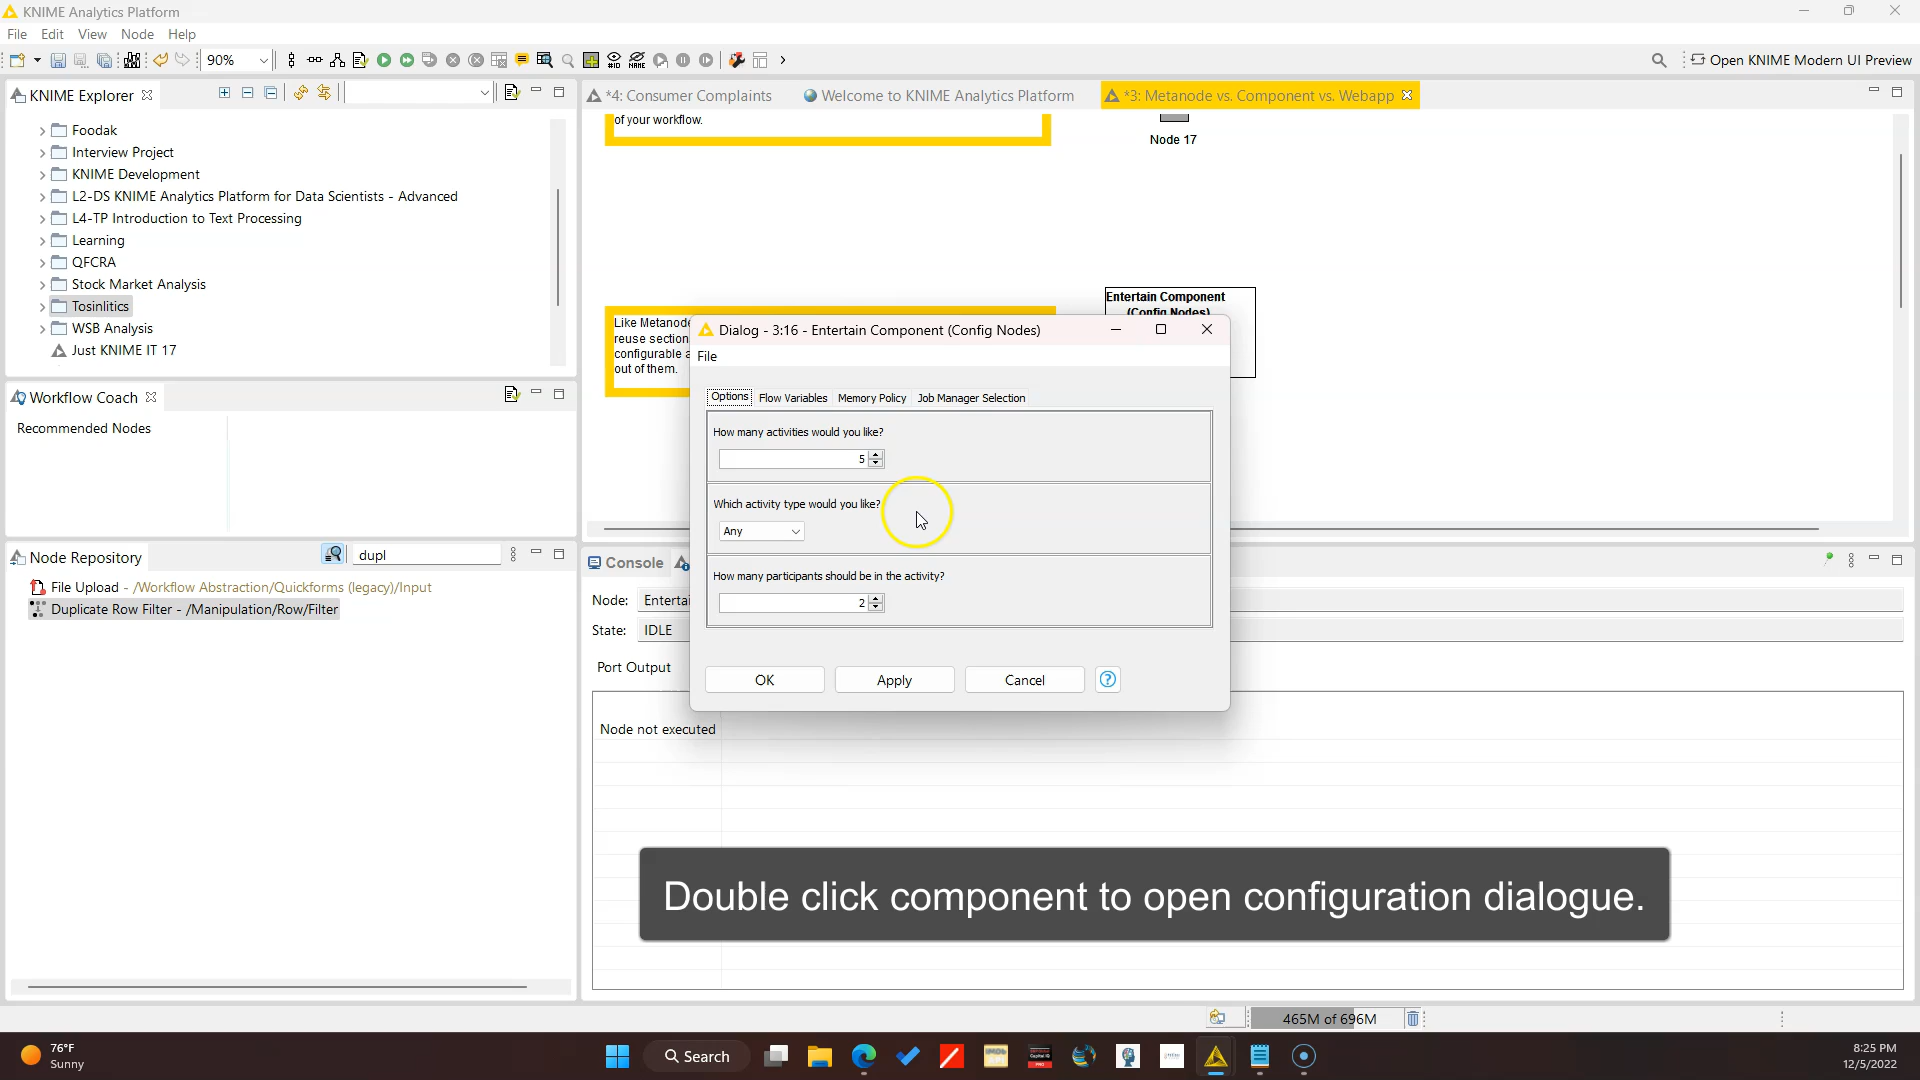 KNIME Analytics Platform
File Edit View Node Help
90%
Open KNIME Modern UI Preview
KNIME Explorer
*4: Consumer Complaints
Welcome to KNIME Analytics Platform
*3: Metanode vs. Component vs. Webapp
Foodak
Interview Project
KNIME Development
L2-DS KNIME Analytics Platform for Data Scientists - Advanced
L4-TP Introduction to Text Processing
Learning
QFCRA
Stock Market Analysis
Tosinlitics
WSB Analysis
Just KNIME IT 17
of your workflow.
Node 17
Entertain Component
(Config Nodes)
Like Metanode
reuse section
configurable a
out of them.
Workflow Coach
Recommended Nodes
Node Repository
dupl
File Upload - /Workflow Abstraction/Quickforms (legacy)/Input
Duplicate Row Filter - /Manipulation/Row/Filter
Dialog - 3:16 - Entertain Component (Config Nodes)
File
Options Flow Variables Memory Policy Job Manager Selection
How many activities would you like?
5
Which activity type would you like?
Any
How many participants should be in the activity?
2
OK Apply Cancel
Console
Node: Enterta
State: IDLE
Port Output
Node not executed
Double click component to open configuration dialogue.
465M of 696M
76°F
Sunny
Search
8:25 PM
12/5/2022